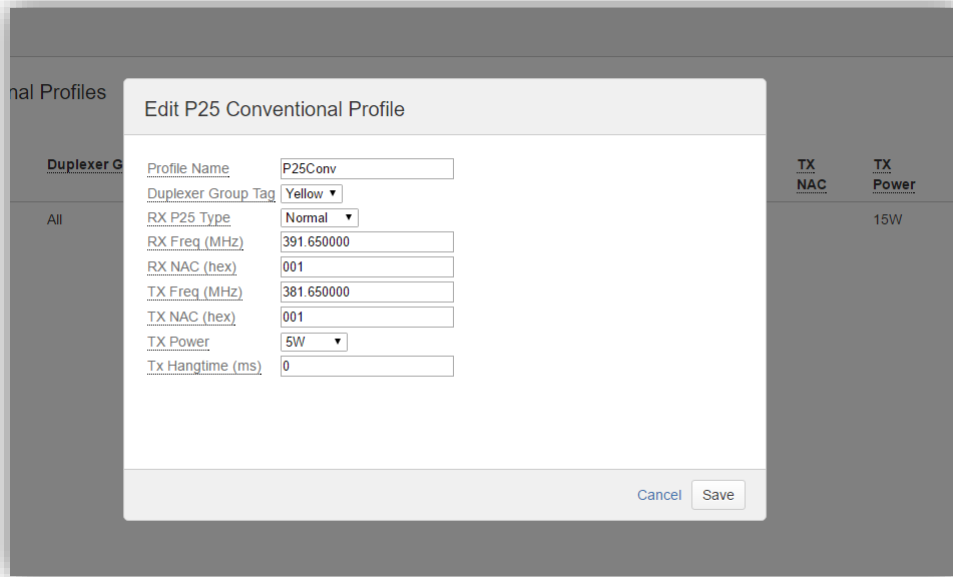 nal Profiles
Edit P25 Conventional Profile
Duplexer G
TX
NAC
TX
Power
All
15W
Profile Name P25Conv
Duplexer Group Tag Yellow
RX P25 Type Normal
RX Freq (MHz) 391.650000
RX NAC (hex) 001
TX Freq (MHz) 381.650000
TX NAC (hex) 001
TX Power 5W
Tx Hangtime (ms) 0
Cancel Save